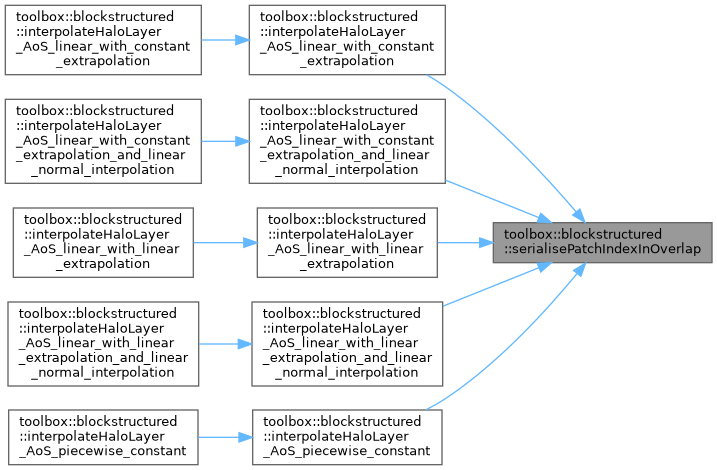 toolbox::blockstructured
::interpolateHaloLayer
_AoS_linear_with_constant
_extrapolation
toolbox::blockstructured
::interpolateHaloLayer
_AoS_linear_with_constant
_extrapolation
toolbox::blockstructured
::interpolateHaloLayer
_AoS_linear_with_constant
_extrapolation_and_linear
_normal_interpolation
toolbox::blockstructured
::interpolateHaloLayer
_AoS_linear_with_constant
_extrapolation_and_linear
_normal_interpolation
toolbox::blockstructured
::interpolateHaloLayer
_AoS_linear_with_linear
_extrapolation
toolbox::blockstructured
::interpolateHaloLayer
_AoS_linear_with_linear
_extrapolation
toolbox::blockstructured
::serialisePatchIndexInOverlap
toolbox::blockstructured
::interpolateHaloLayer
_AoS_linear_with_linear
_extrapolation_and_linear
_normal_interpolation
toolbox::blockstructured
::interpolateHaloLayer
_AoS_linear_with_linear
_extrapolation_and_linear
_normal_interpolation
toolbox::blockstructured
::interpolateHaloLayer
_AoS_piecewise_constant
toolbox::blockstructured
::interpolateHaloLayer
_AoS_piecewise_constant